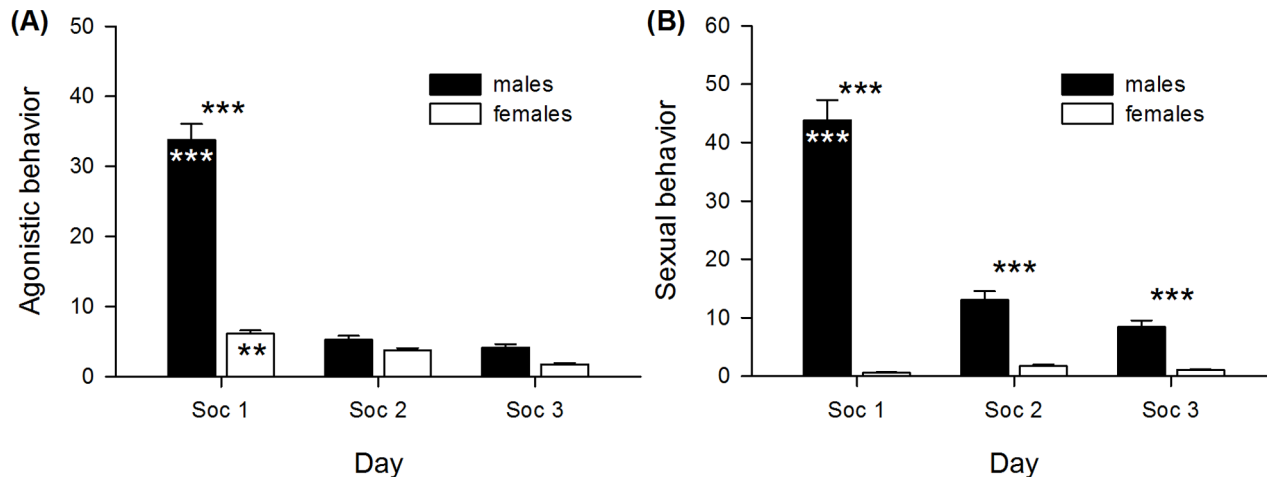 (A)
Agonistic behavior
50
40
30
20
10
0
***
***
**
males
females
Soc 1 Soc 2 Soc 3
Day
(B)
Sexual behavior
60
50
40
30
20
10
0
***
***
***
***
males
females
Soc 1 Soc 2 Soc 3
Day